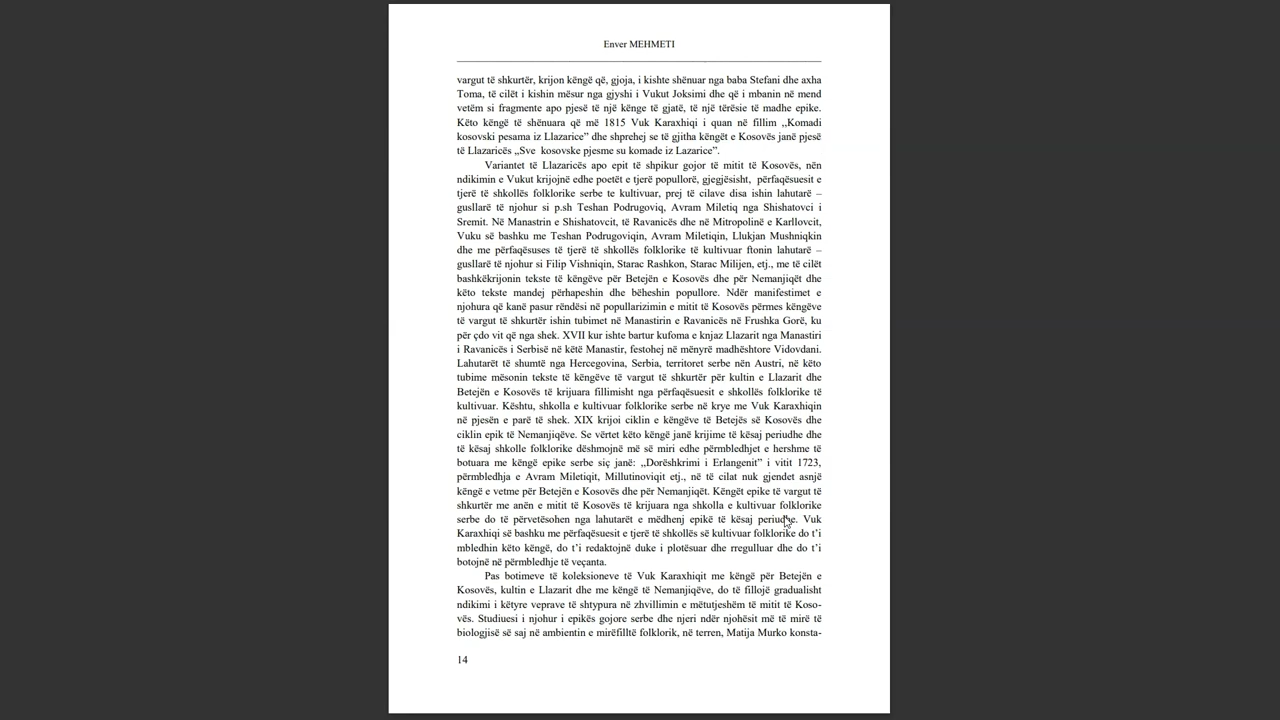 Enver MEHMETI
vargut të shkurtër, krijon këngë që, gjoja, i kishte shënuar nga baba Stefani dhe axha
Toma, të cilët i kishin mësur nga gjyshi i Vukut Joksimi dhe që i mbanin në mend
vetëm si fragmente apo pjesë të një kënge të gjatë, të një tërësie të madhe epike.
Këto këngë të shënuara që më 1815 Vuk Karaxhiqi i quan në fillim „Komadi
kosovski pesama iz Llazarice” dhe shprehej se të gjitha këngët e Kosovës janë pjesë
të Llazaricës „Sve kosovske pjesme su komade iz Lazarice”.
Variantet të Llazaricës apo epit të shpikur gojor të mitit të Kosovës, nën
ndikimin e Vukut krijojnë edhe poetët e tjerë popullorë, gjegjësisht, përfaqësuesit e
tjerë të shkollës folklorike serbe te kultivuar, prej të cilave disa ishin lahutarë –
gusllarë të njohur si p.sh Teshan Podrugoviq, Avram Miletiq nga Shishatovci i
Sremit. Në Manastrin e Shishatovcit, të Ravanicës dhe në Mitropolinë e Karllovcit,
Vuku së bashku me Teshan Podrugoviqin, Avram Miletiqin, Llukjan Mushniqkin
dhe me përfaqësuses të tjerë të shkollës folklorike të kultivuar ftonin lahutarë –
gusllarë të njohur si Filip Vishniqin, Starac Rashkon, Starac Milijen, etj., me të cilët
bashkëkrijonin tekste të këngëve për Betejën e Kosovës dhe për Nemanjiqët dhe
këto tekste mandej përhapeshin dhe bëheshin popullore. Ndër manifestimet e
njohura që kanë pasur rëndësi në popullarizimin e mitit të Kosovës përmes këngëve
të vargut të shkurtër ishin tubimet në Manastirin e Ravanicës në Frushka Gorë, ku
për çdo vit që nga shek. XVII kur ishte bartur kufoma e knjaz Llazarit nga Manastiri
i Ravanicës i Serbisë në këtë Manastir, festohej në mënyrë madhështore Vidovdani.
Lahutarët të shumtë nga Hercegovina, Serbia, territoret serbe nën Austri, në këto
tubime mësonin tekste të këngëve të vargut të shkurtër për kultin e Llazarit dhe
Betejën e Kosovës të krijuara fillimisht nga përfaqësuesit e shkollës folklorike të
kultivuar. Kështu, shkolla e kultivuar folklorike serbe në krye me Vuk Karaxhiqin
në pjesën e parë të shek. XIX krijoi ciklin e këngëve të Betejës së Kosovës dhe
ciklin epik të Nemanjiqëve. Se vërtet këto këngë janë krijime të kësaj periudhe dhe
të kësaj shkolle folklorike dëshmojnë më së miri edhe përmbledhjet e hershme të
botuara me këngë epike serbe siç janë: „Dorëshkrimi i Erlangenit” i vitit 1723,
përmbledhja e Avram Miletiqit, Millutinoviqit etj., në të cilat nuk gjendet asnjë
këngë e vetme për Betejën e Kosovës dhe për Nemanjiqët. Këngët epike të vargut të
shkurtër me anën e mitit të Kosovës të krijuara nga shkolla e kultivuar folklorike
serbe do të përvetësohen nga lahutarët e mëdhenj epikë të kësaj periudhe. Vuk
Karaxhiqi së bashku me përfaqësuesit e tjerë të shkollës së kultivuar folklorike do t’i
mbledhin këto këngë, do t’i redaktojnë duke i plotësuar dhe rregulluar dhe do t’i
botojnë në përmbledhje të veçanta.
Pas botimeve të koleksioneve të Vuk Karaxhiqit me këngë për Betejën e
Kosovës, kultin e Llazarit dhe me këngë të Nemanjiqëve, do të fillojë gradualisht
ndikimi i këtyre veprave të shtypura në zhvillimin e mëtutjeshëm të mitit të Koso-
vës. Studiuesi i njohur i epikës gojore serbe dhe njeri ndër njohësit më të mirë të
biologjisë së saj në ambientin e mirëfilltë folklorik, në terren, Matija Murko konsta-
14